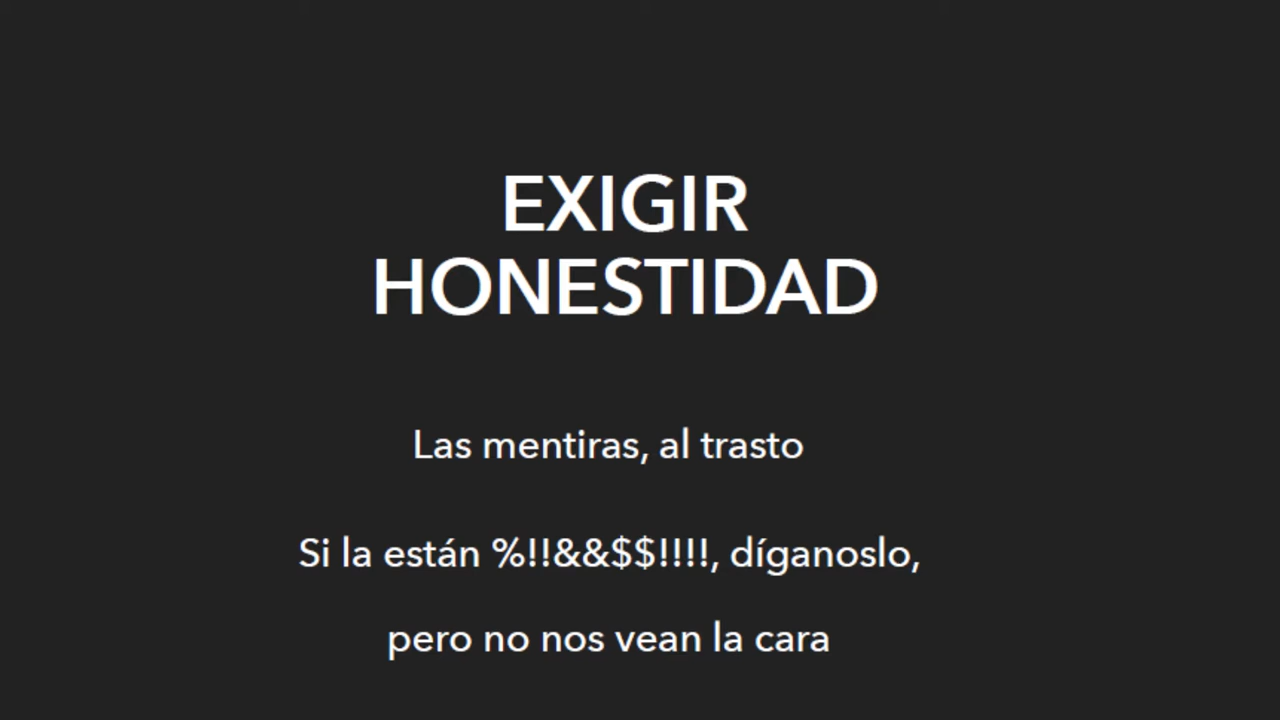 EXIGIR
HONESTIDAD
Las mentiras, al trasto
Si la están %!!&&$$!!!!, díganoslo,
pero no nos vean la cara